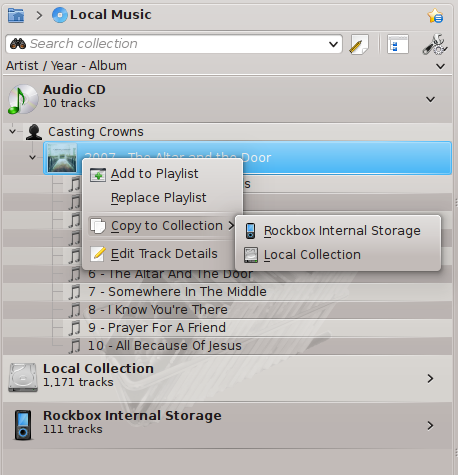 Local Music
Search collection
Artist / Year - Album
Audio CD
10 tracks
Casting Crowns
2007 - The Altar and the Door
Add to Playlist
Replace Playlist
Copy to Collection
Rockbox Internal Storage
Local Collection
Edit Track Details
6 - The Altar And The Door
7 - Somewhere In The Middle
8 - I Know You're There
9 - Prayer For A Friend
10 - All Because Of Jesus
Local Collection
1,171 tracks
Rockbox Internal Storage
111 tracks